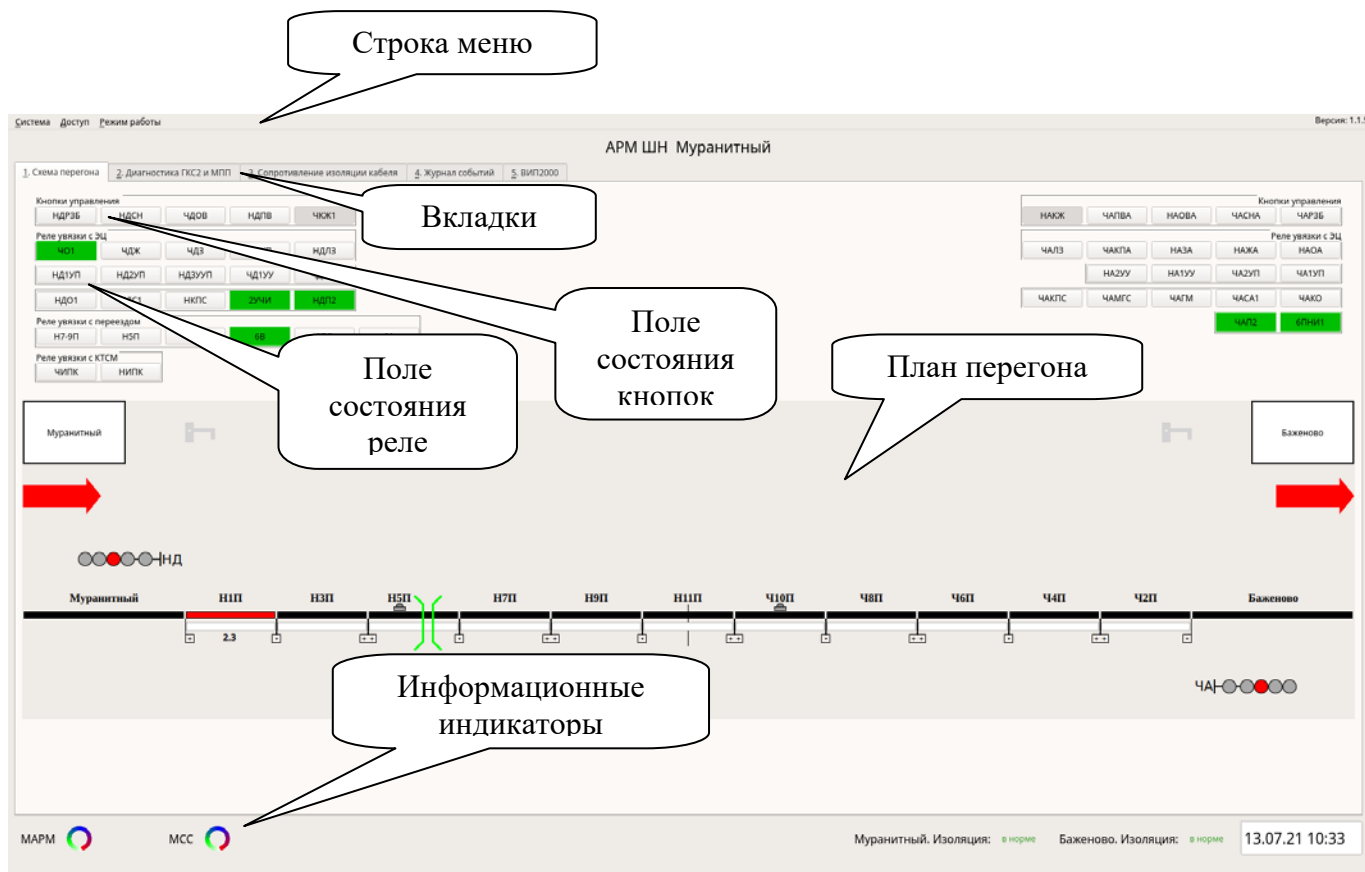 Строка меню
Система Доступ Режим работы
Версия: 1.1.
АРМ ШН Муранитный
1. Схема перегона 2. Диагностика ГКС2 и МПП 3. Сопротивление изоляции кабеля 4. Журнал событий 5. ВИП2000
Вкладки
Кнопки управления
НДРЗБ НДСН ЧДОВ НДПВ ЧКЖ1
Реле увязки с ЭЦ
ЧО1 ЧДЖ ЧДЗ НДЛЗ
НД1УП НД2УП НДЗУУП ЧД1УУ
НДО1 НКПС 2УЧИ НДП2
Реле увязки с переездом
Н7-9П Н5П 6В
Реле увязки с КТСМ
ЧИПК НИПК
Кнопки управления
НАКЖ ЧАПВА НАОВА ЧАСНА ЧАРЗБ
Реле увязки с ЭЦ
ЧАЛЗ ЧАКПА НАЗА НАЖА НАОА
НА2УУ НА1УУ ЧА2УП ЧА1УП
ЧАКПС ЧАМГС ЧАГМ ЧАСА1 ЧАКО
ЧАП2 6ПНИ1
Поле
состояния
кнопок
Поле
состояния
реле
План перегона
Муранитный
Баженово
НД
Муранитный Н1П Н3П Н5П Н7П Н9П Н11П Ч10П Ч8П Ч6П Ч4П Ч2П Баженово
2.3
ЧА
Информационные
индикаторы
МАРМ МСС Муранитный. Изоляция: в норме Баженово. Изоляция: в норме 13.07.21 10:33